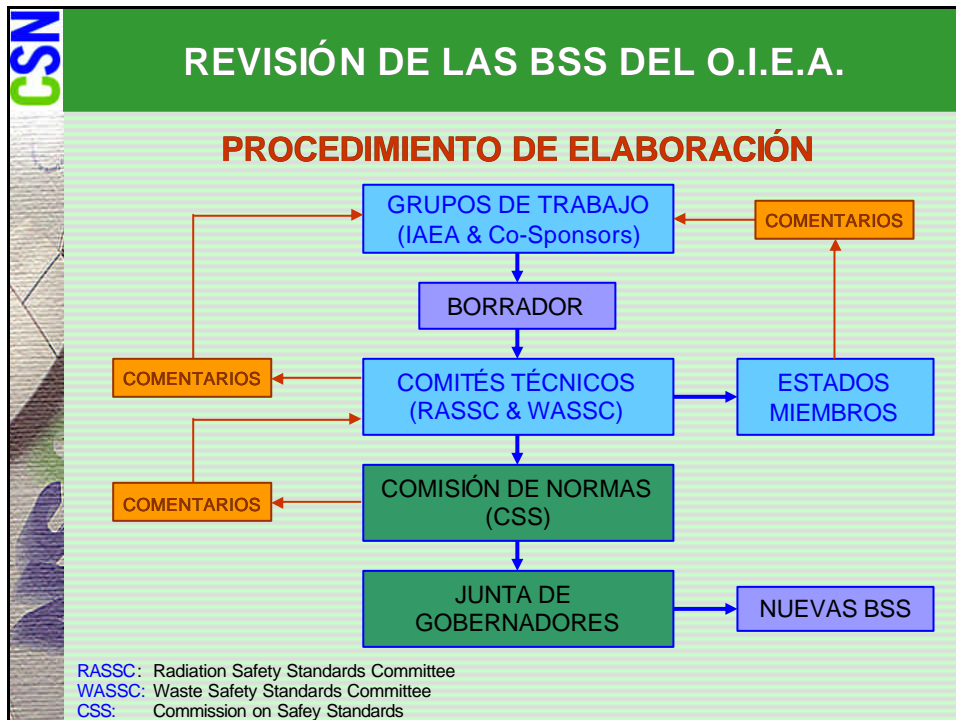 CSN
REVISIÓN DE LAS BSS DEL O.I.E.A.
PROCEDIMIENTO DE ELABORACIÓN
GRUPOS DE TRABAJO
(IAEA & Co-Sponsors)
COMENTARIOS
BORRADOR
COMENTARIOS
COMITÉS TÉCNICOS
(RASSC & WASSC)
ESTADOS
MIEMBROS
COMENTARIOS
COMISIÓN DE NORMAS
(CSS)
JUNTA DE
GOBERNADORES
NUEVAS BSS
RASSC: Radiation Safety Standards Committee
WASSC: Waste Safety Standards Committee
CSS: Commission on Safey Standards